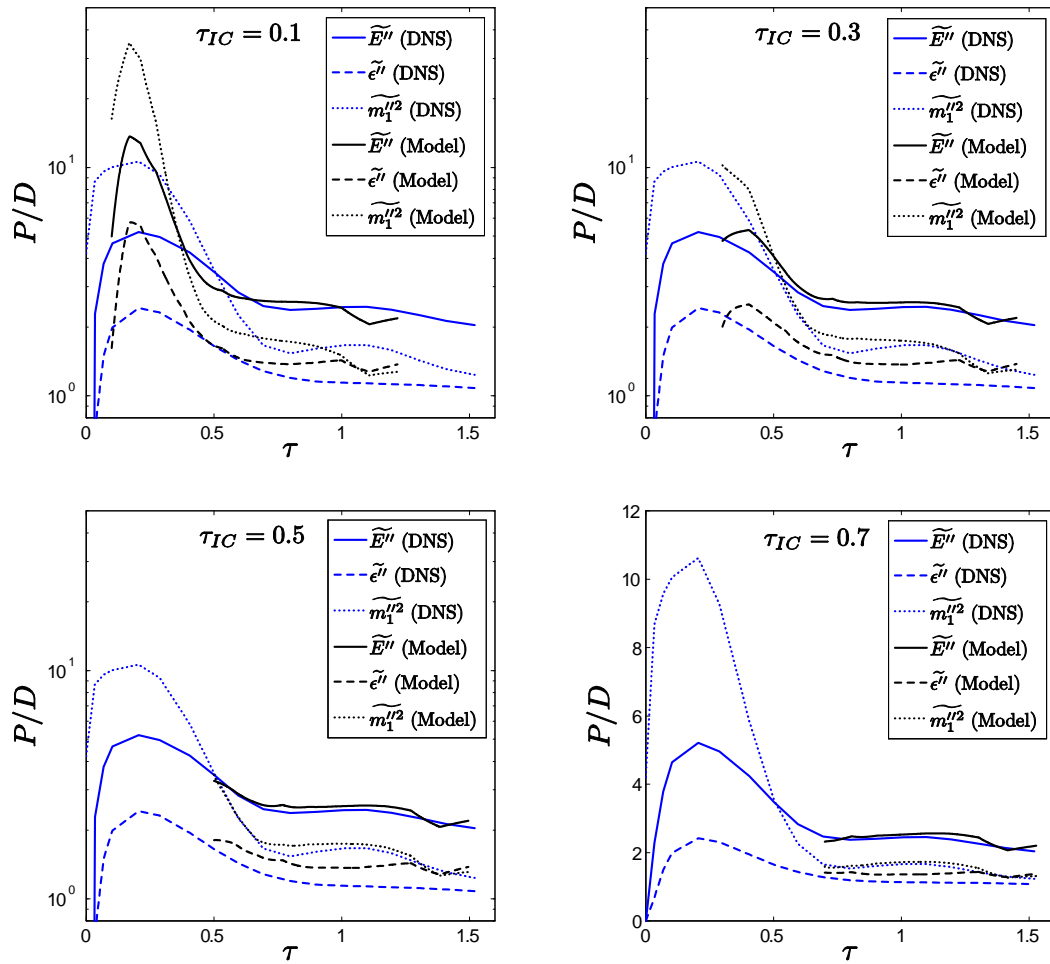 τ_IC = 0.1
Ẽ″ (DNS)
ϵ̃″ (DNS)
m̃₁″² (DNS)
Ẽ″ (Model)
ϵ̃″ (Model)
m̃₁″² (Model)
P/D
10¹
10⁰
0 0.5 1 1.5
τ
τ_IC = 0.3
Ẽ″ (DNS)
ϵ̃″ (DNS)
m̃₁″² (DNS)
Ẽ″ (Model)
ϵ̃″ (Model)
m̃₁″² (Model)
P/D
10¹
10⁰
0 0.5 1 1.5
τ
τ_IC = 0.5
Ẽ″ (DNS)
ϵ̃″ (DNS)
m̃₁″² (DNS)
Ẽ″ (Model)
ϵ̃″ (Model)
m̃₁″² (Model)
P/D
10¹
10⁰
0 0.5 1 1.5
τ
τ_IC = 0.7
Ẽ″ (DNS)
ϵ̃″ (DNS)
m̃₁″² (DNS)
Ẽ″ (Model)
ϵ̃″ (Model)
m̃₁″² (Model)
P/D
12
10
8
6
4
2
0
0 0.5 1 1.5
τ